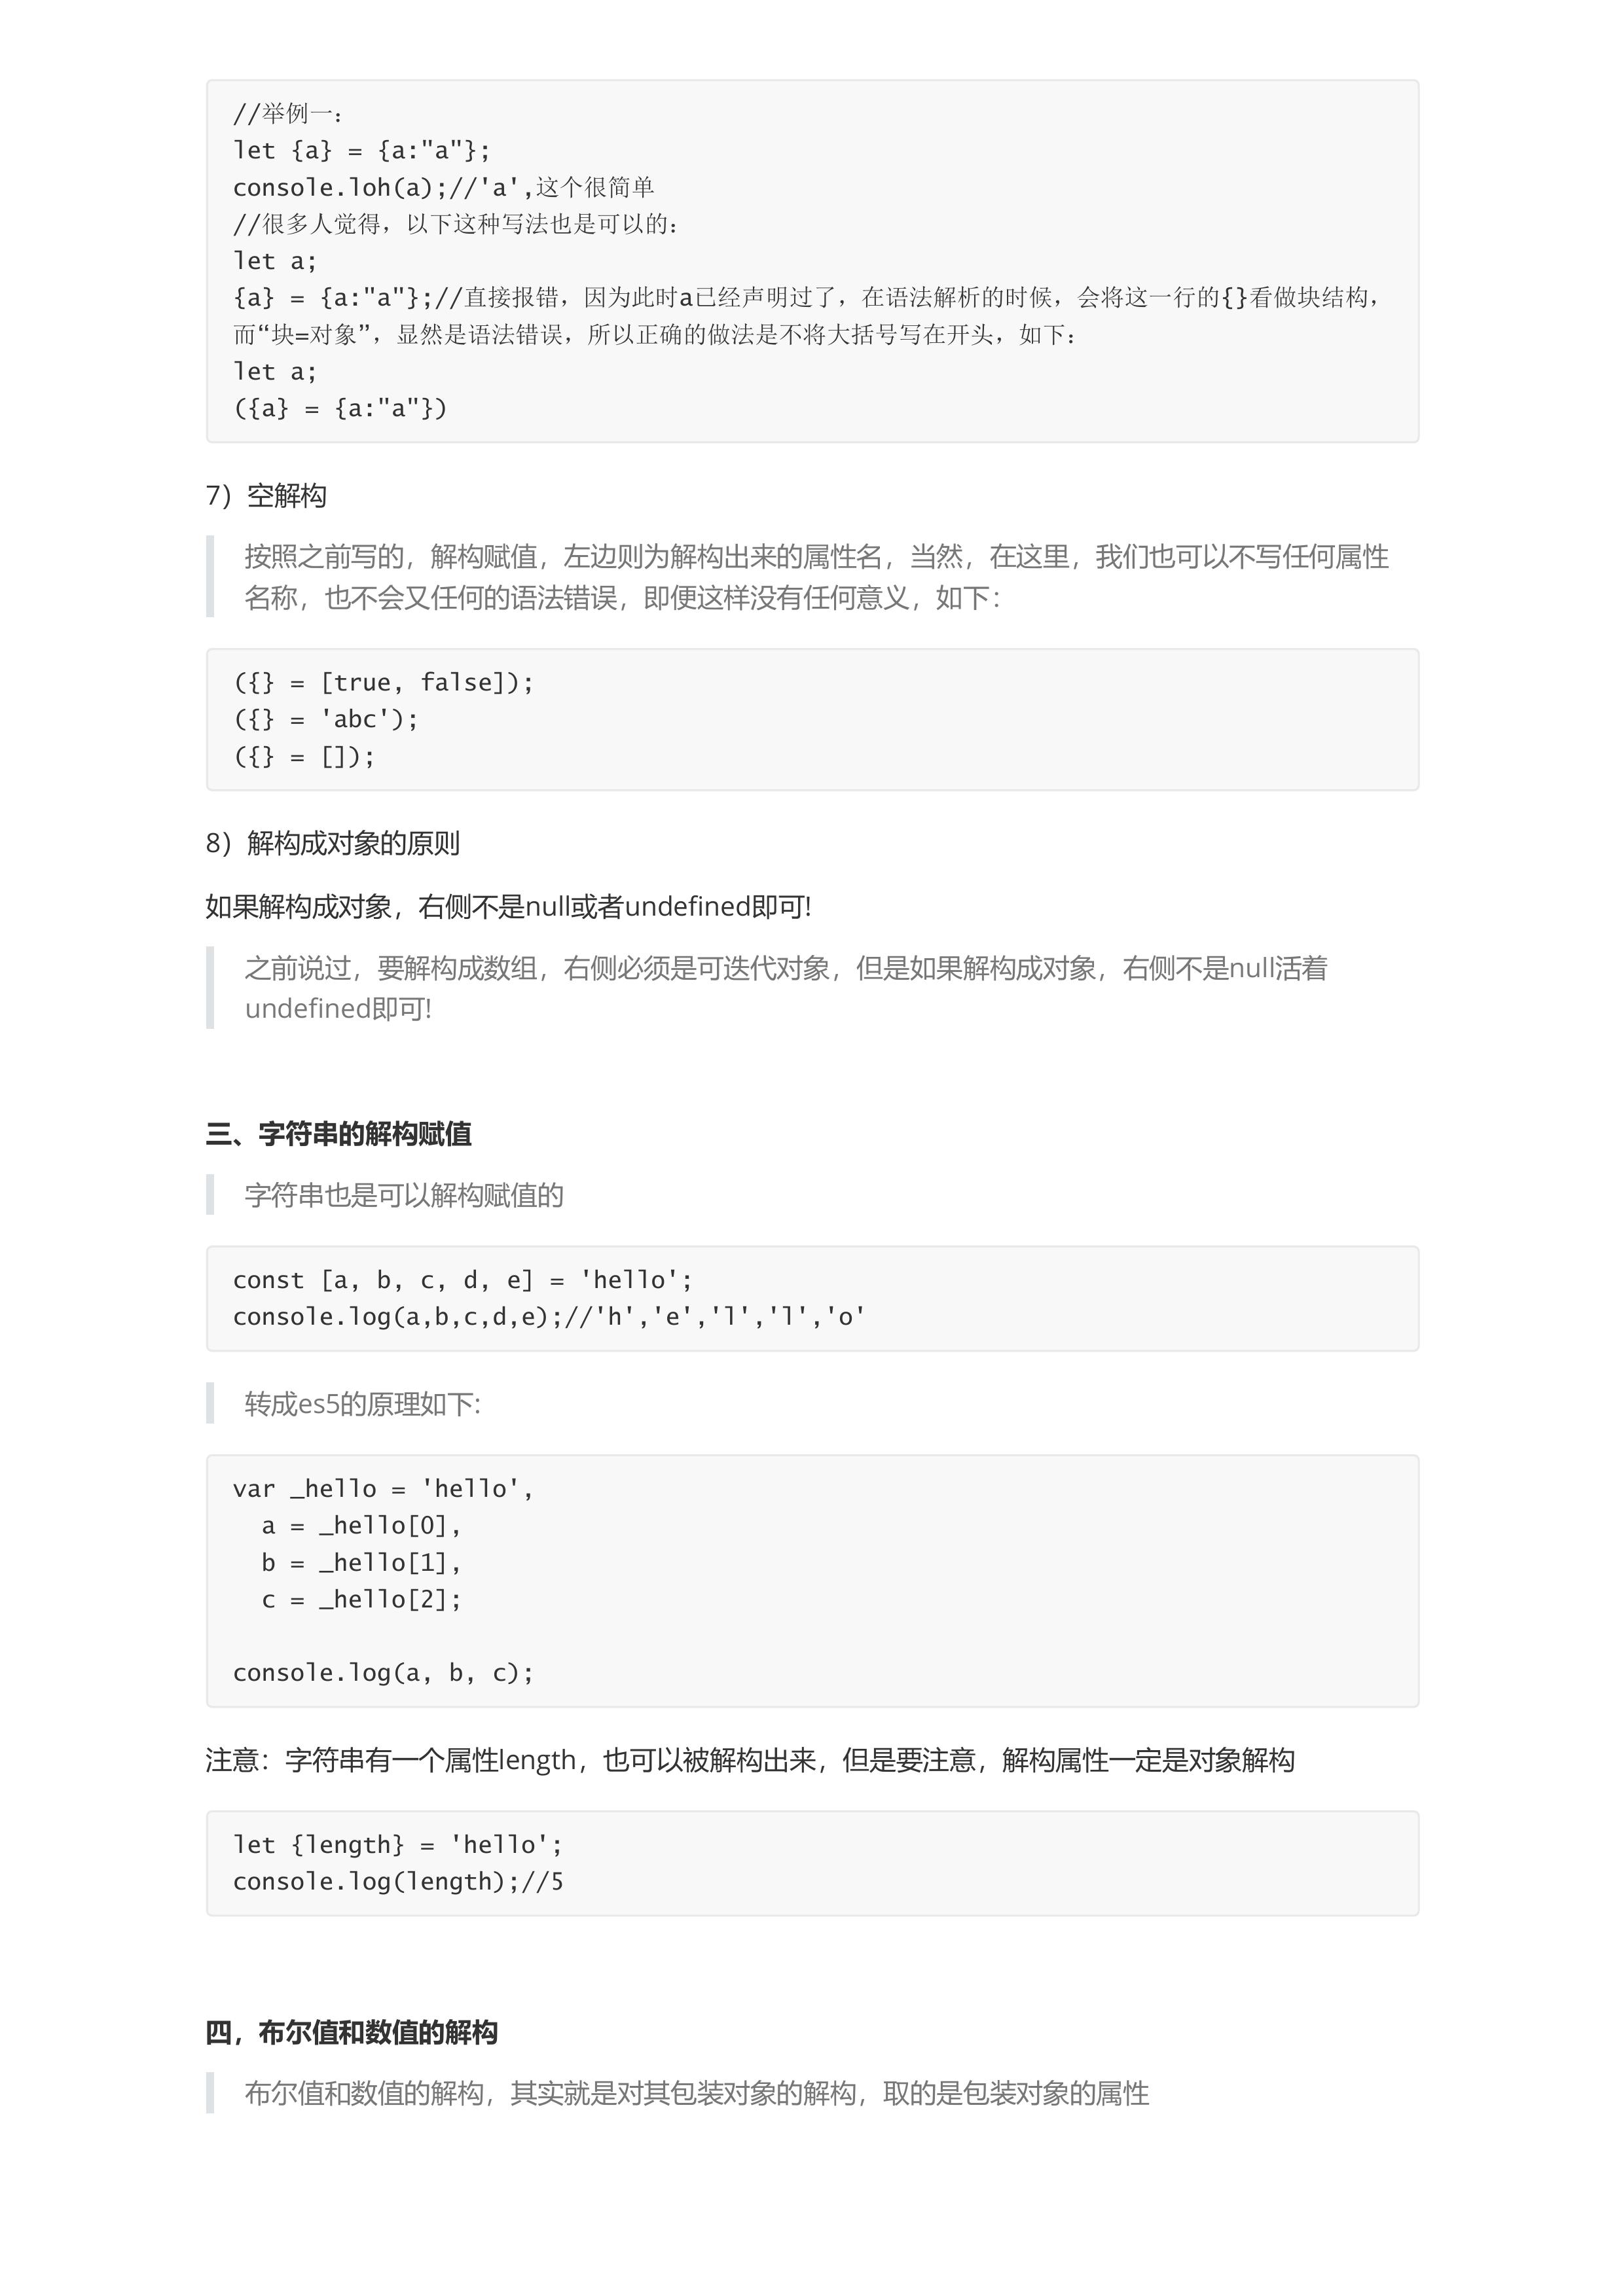 //举例一：
let {a} = {a:"a"};
console.loh(a);//'a',这个很简单
//很多人觉得，以下这种写法也是可以的：
let a;
{a} = {a:"a"};//直接报错，因为此时a已经声明过了，在语法解析的时候，会将这一行的{}看做块结构，
而“块=对象”，显然是语法错误，所以正确的做法是不将大括号写在开头，如下：
let a;
({a} = {a:"a"})
7）空解构
按照之前写的，解构赋值，左边则为解构出来的属性名，当然，在这里，我们也可以不写任何属性
名称，也不会又任何的语法错误，即便这样没有任何意义，如下：
({} = [true, false]);
({} = 'abc');
({} = []);
8）解构成对象的原则
如果解构成对象，右侧不是null或者undefined即可!
之前说过，要解构成数组，右侧必须是可迭代对象，但是如果解构成对象，右侧不是null活着
undefined即可!
三、字符串的解构赋值
字符串也是可以解构赋值的
const [a, b, c, d, e] = 'hello';
console.log(a,b,c,d,e);//'h','e','l','l','o'
转成es5的原理如下:
var _hello = 'hello',
  a = _hello[0],
  b = _hello[1],
  c = _hello[2];
console.log(a, b, c);
注意：字符串有一个属性length，也可以被解构出来，但是要注意，解构属性一定是对象解构
let {length} = 'hello';
console.log(length);//5
四，布尔值和数值的解构
布尔值和数值的解构，其实就是对其包装对象的解构，取的是包装对象的属性